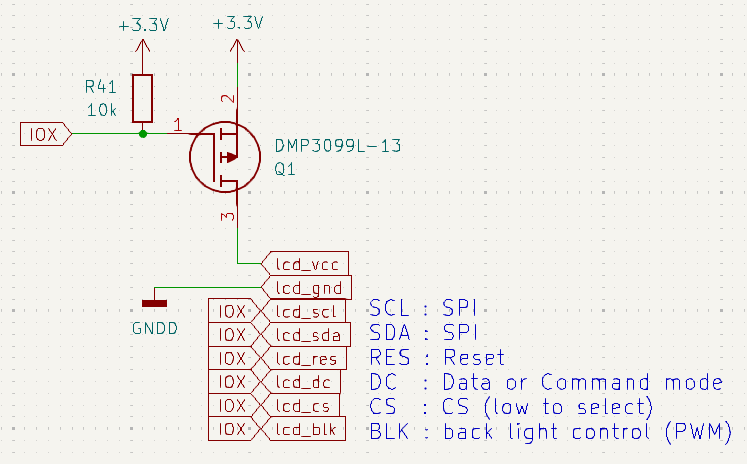 +3.3V +3.3V
R41
10k
2
IOX 1
DMP3099L-13
Q1
3
lcd_vcc
lcd_gnd
IOX lcd_scl SCL : SPI
GNDD IOX lcd_sda SDA : SPI
IOX lcd_res RES : Reset
IOX lcd_dc DC : Data or Command mode
IOX lcd_cs CS : CS (low to select)
IOX lcd_blk BLK : back light control (PWM)